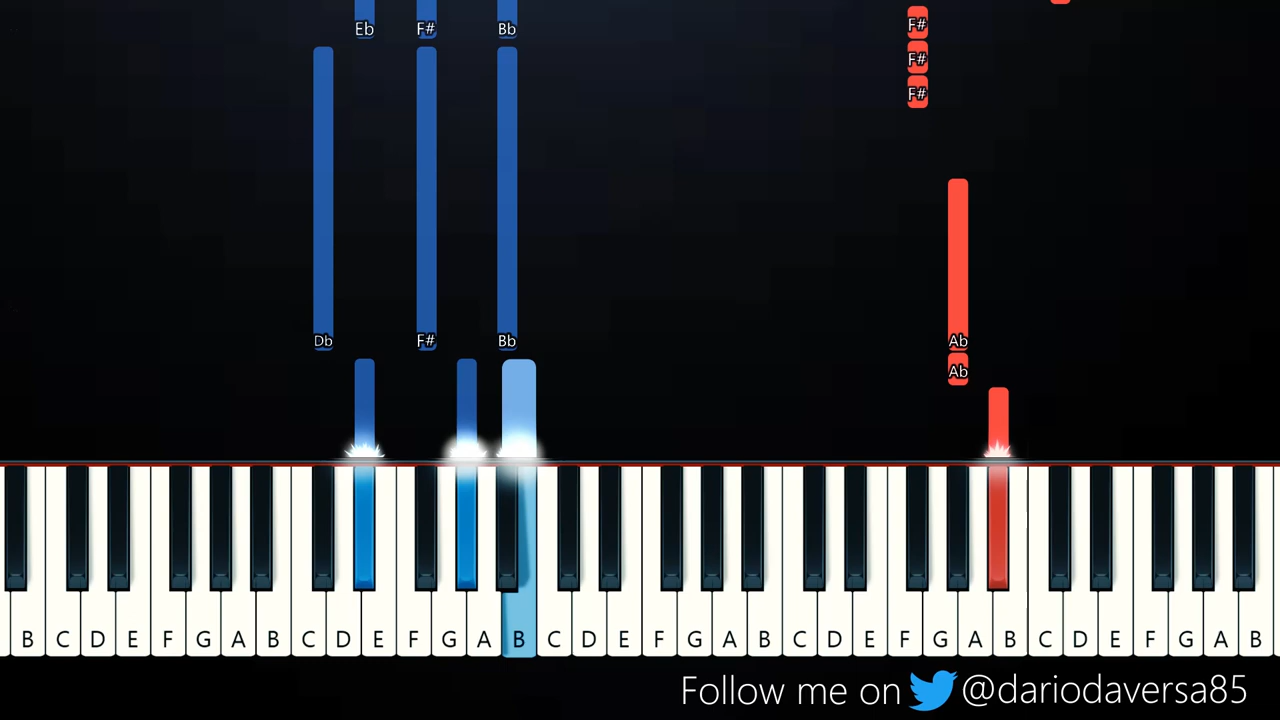 Eb F# Bb F#
F#
F#
Db F# Bb Ab
Ab
B C D E F G A B C D E F G A B C D E F G A B C D E F G A B C D E F G A B
Follow me on @dariodaversa85